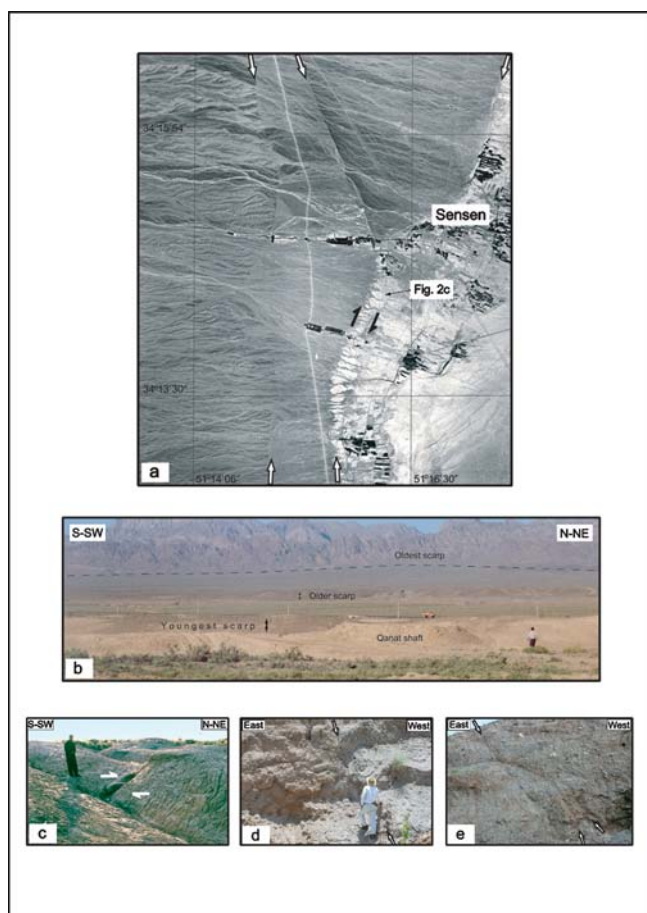 34°15'54"
Sensen
Fig. 2c
34°13'30"
a
51°14'06"
51°16'30"
S-SW
N-NE
Oldest scarp
Older scarp
Youngest scarp
Qanat shaft
b
S-SW
N-NE
c
East
West
d
East
West
e